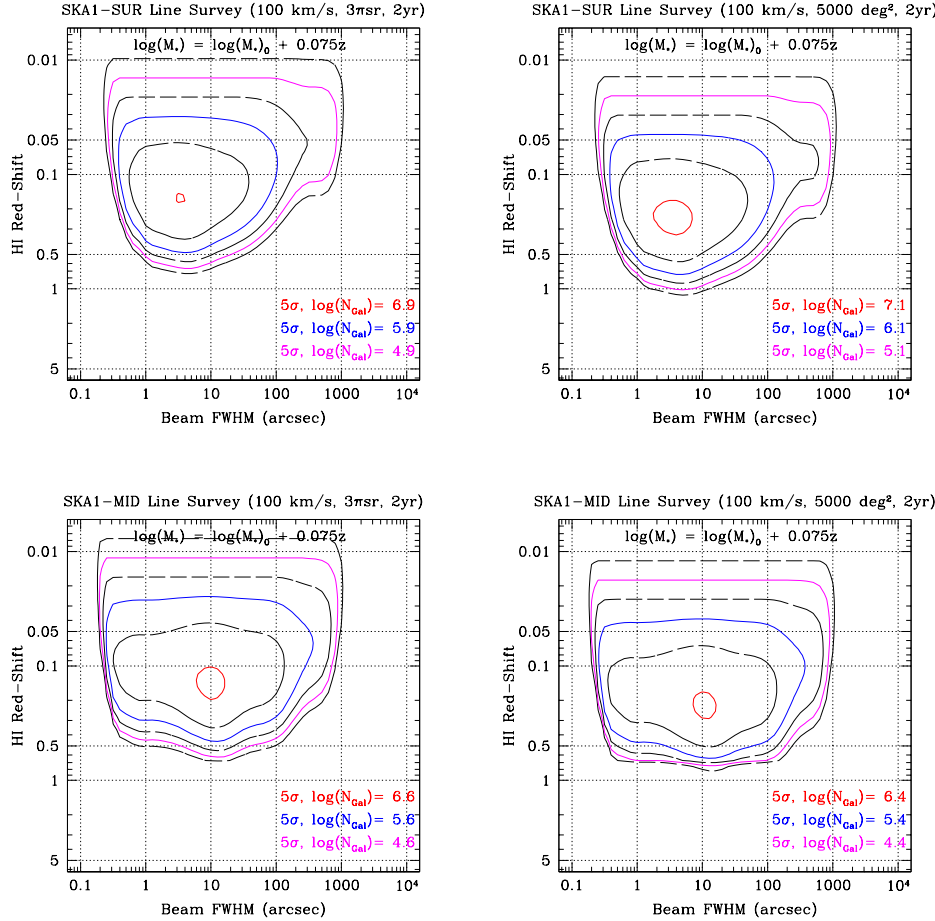 SKA1-SUR Line Survey (100 km/s, 3πsr, 2yr)
log(M*) = log(M*)0 + 0.075z
0.01
0.05
0.1
0.5
1
5
HI Red-Shift
5σ, log(NGal)= 6.9
5σ, log(NGal)= 5.9
5σ, log(NGal)= 4.9
0.1 1 10 100 1000 10⁴
Beam FWHM (arcsec)
SKA1-SUR Line Survey (100 km/s, 5000 deg², 2yr)
log(M*) = log(M*)0 + 0.075z
0.01
0.05
0.1
0.5
1
5
HI Red-Shift
5σ, log(NGal)= 7.1
5σ, log(NGal)= 6.1
5σ, log(NGal)= 5.1
0.1 1 10 100 1000 10⁴
Beam FWHM (arcsec)
SKA1-MID Line Survey (100 km/s, 3πsr, 2yr)
log(M*) = log(M*)0 + 0.075z
0.01
0.05
0.1
0.5
1
5
HI Red-Shift
5σ, log(NGal)= 6.6
5σ, log(NGal)= 5.6
5σ, log(NGal)= 4.6
0.1 1 10 100 1000 10⁴
Beam FWHM (arcsec)
SKA1-MID Line Survey (100 km/s, 5000 deg², 2yr)
log(M*) = log(M*)0 + 0.075z
0.01
0.05
0.1
0.5
1
5
HI Red-Shift
5σ, log(NGal)= 6.4
5σ, log(NGal)= 5.4
5σ, log(NGal)= 4.4
0.1 1 10 100 1000 10⁴
Beam FWHM (arcsec)